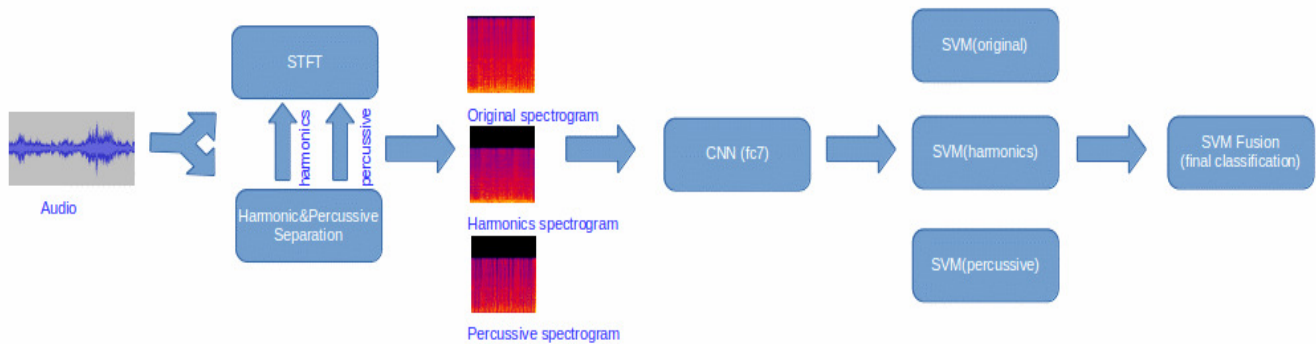 Audio
STFT
harmonics
percussive
Harmonic&Percussive
Separation
Original spectrogram
Harmonics spectrogram
Percussive spectrogram
CNN (fc7)
SVM(original)
SVM(harmonics)
SVM(percussive)
SVM Fusion
(final classification)